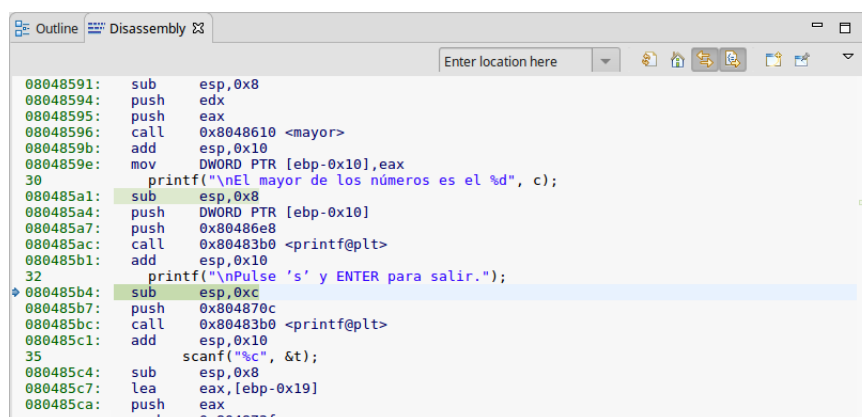 Outline Disassembly
Enter location here
08048591: sub esp,0x8
08048594: push edx
08048595: push eax
08048596: call 0x8048610 <mayor>
0804859b: add esp,0x10
0804859e: mov DWORD PTR [ebp-0x10],eax
30 printf("\nEl mayor de los números es el %d", c);
080485a1: sub esp,0x8
080485a4: push DWORD PTR [ebp-0x10]
080485a7: push 0x80486e8
080485ac: call 0x80483b0 <printf@plt>
080485b1: add esp,0x10
32 printf("\nPulse ’s’ y ENTER para salir.");
080485b4: sub esp,0xc
080485b7: push 0x804870c
080485bc: call 0x80483b0 <printf@plt>
080485c1: add esp,0x10
35 scanf("%c", &t);
080485c4: sub esp,0x8
080485c7: lea eax,[ebp-0x19]
080485ca: push eax